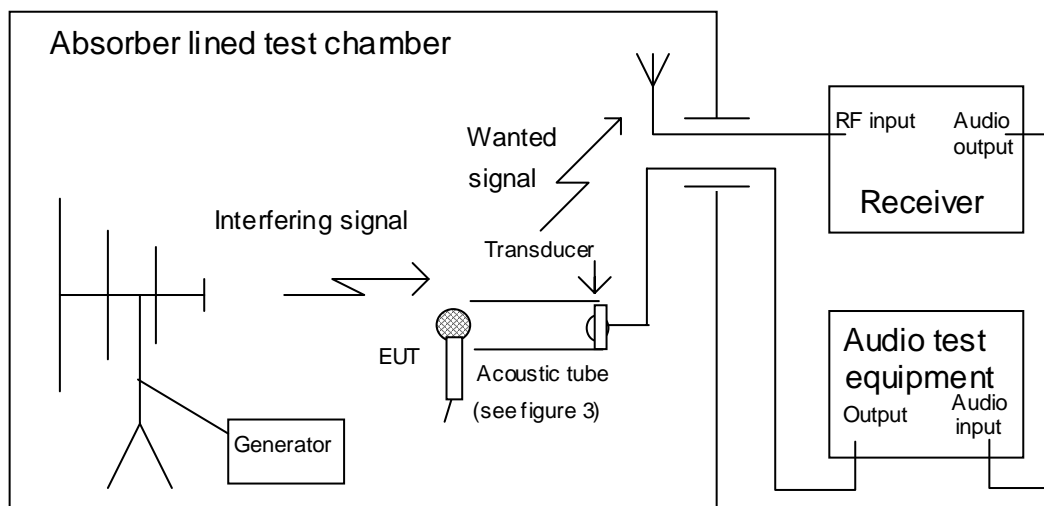 Absorber lined test chamber
Wanted
signal
Interfering signal
Transducer
EUT
Acoustic tube
(see figure 3)
Generator
RF input
Audio
output
Receiver
Audio test
equipment
Output
Audio
input